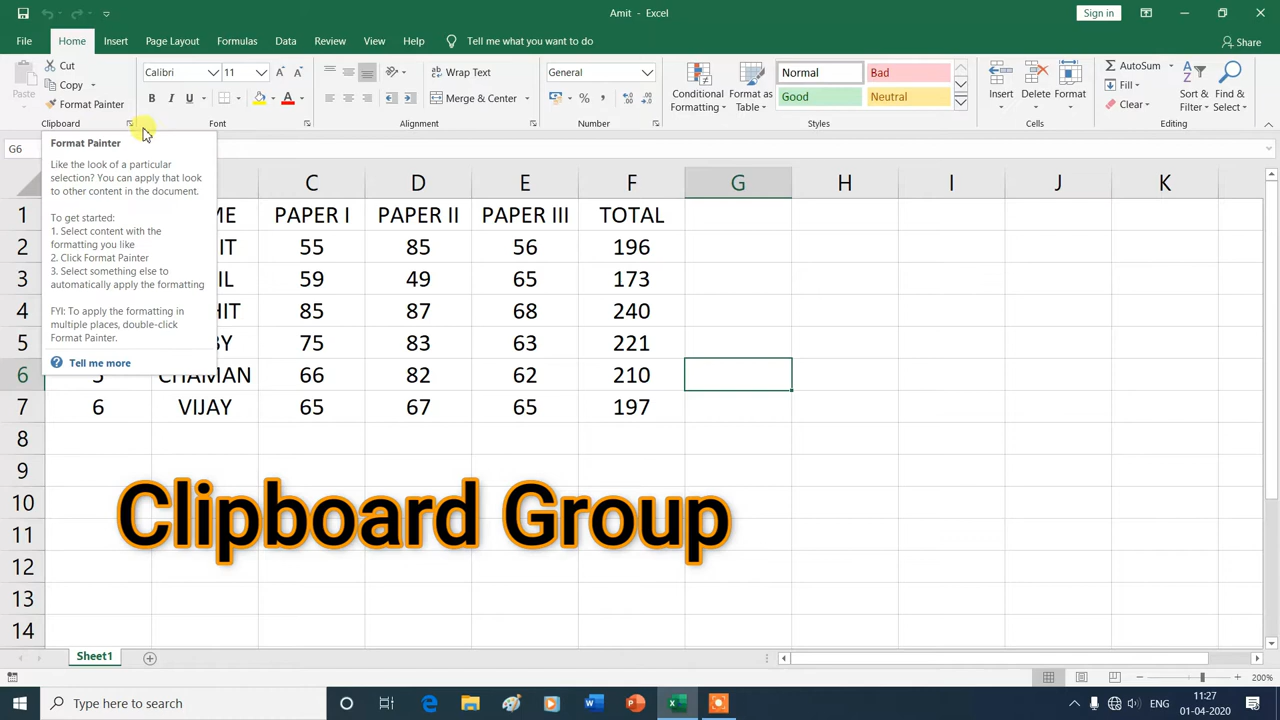 Amit - Excel
Sign in
File Home Insert Page Layout Formulas Data Review View Help Tell me what you want to do
Share
Paste
Cut
Copy
Format Painter
Clipboard
Calibri 11
B I U
Font
Wrap Text
Merge & Center
Alignment
General
Number
Conditional Formatting
Format as Table
Normal Bad
Good Neutral
Styles
Insert Delete Format
Cells
AutoSum
Fill
Clear
Sort & Filter
Find & Select
Editing
G6
Format Painter
Like the look of a particular
selection? You can apply that look
to other content in the document.
To get started:
1. Select content with the
formatting you like
2. Click Format Painter
3. Select something else to
automatically apply the formatting
FYI: To apply the formatting in
multiple places, double-click
Format Painter.
Tell me more
C D E F G H I J K
1 ME PAPER I PAPER II PAPER III TOTAL
2 IT 55 85 56 196
3 IL 59 49 65 173
4 HIT 85 87 68 240
5 BY 75 83 63 221
6 5 CHAMAN 66 82 62 210
7 6 VIJAY 65 67 65 197
8
9
10
11
12
13
14
Clipboard Group
Sheet1
200%
Type here to search
ENG
11:27
01-04-2020